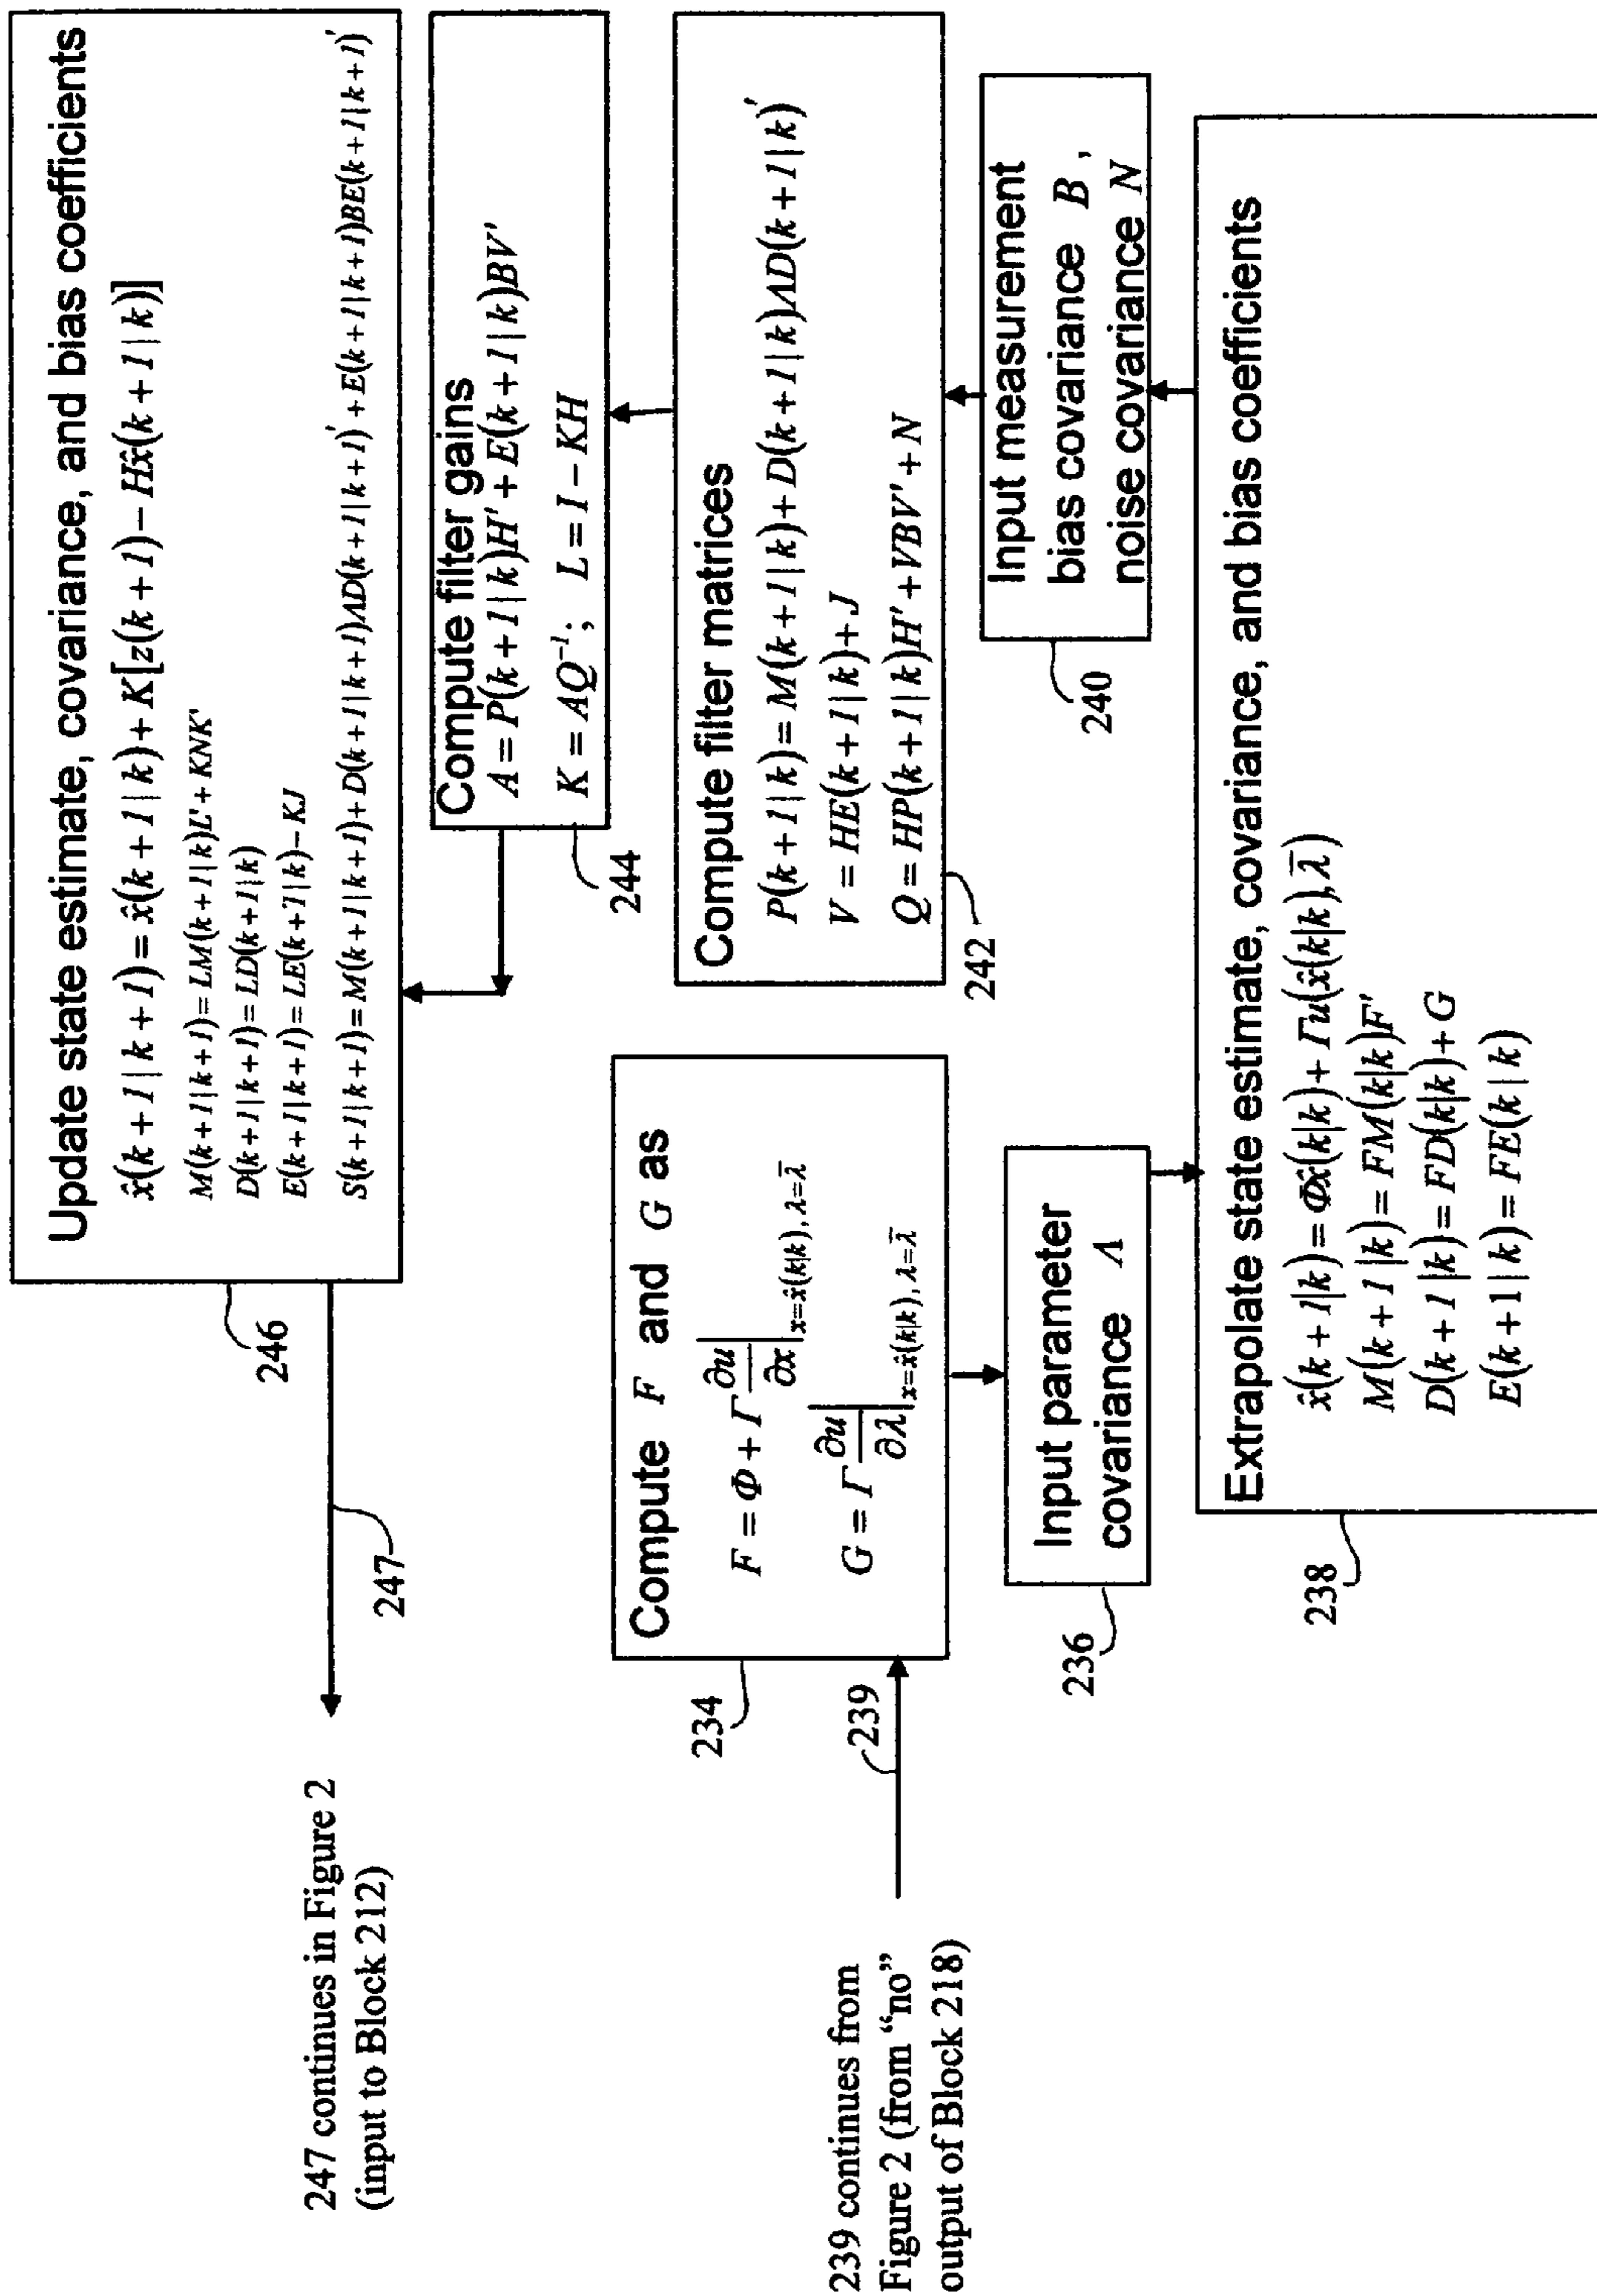 Update state estimate, covariance, and bias coefficients
x̂(k+1|k+1) = x̂(k+1|k) + K[z(k+1) − Hx̂(k+1|k)]
M(k+1|k+1) = LM(k+1|k)L' + KNK'
D(k+1|k+1) = LD(k+1|k)
E(k+1|k+1) = LE(k+1|k) − KJ
S(k+1|k+1) = M(k+1|k+1) + D(k+1|k+1)ΛD(k+1|k+1)' + E(k+1|k+1)BE(k+1|k+1)'
246
247
247 continues in Figure 2
(input to Block 212)
Compute filter gains
A = P(k+1|k)H' + E(k+1|k)BV'
K = AQ⁻¹; L = I − KH
244
Compute filter matrices
P(k+1|k) = M(k+1|k) + D(k+1|k)ΛD(k+1|k)'
V = HE(k+1|k) + J
Q = HP(k+1|k)H' + VBV' + N
242
Compute F and G as
F = Φ + Γ ∂u/∂x |x=x̂(k|k), λ=λ̄
G = Γ ∂u/∂λ |x=x̂(k|k), λ=λ̄
234
239
239 continues from
Figure 2 (from “no”
output of Block 218)
Input measurement
bias covariance B ,
noise covariance N
240
Input parameter
covariance Λ
236
Extrapolate state estimate, covariance, and bias coefficients
x̂(k+1|k) = Φx̂(k|k) + Γu(x̂(k|k), λ̄)
M(k+1|k) = FM(k|k)F'
D(k+1|k) = FD(k|k) + G
E(k+1|k) = FE(k|k)
238